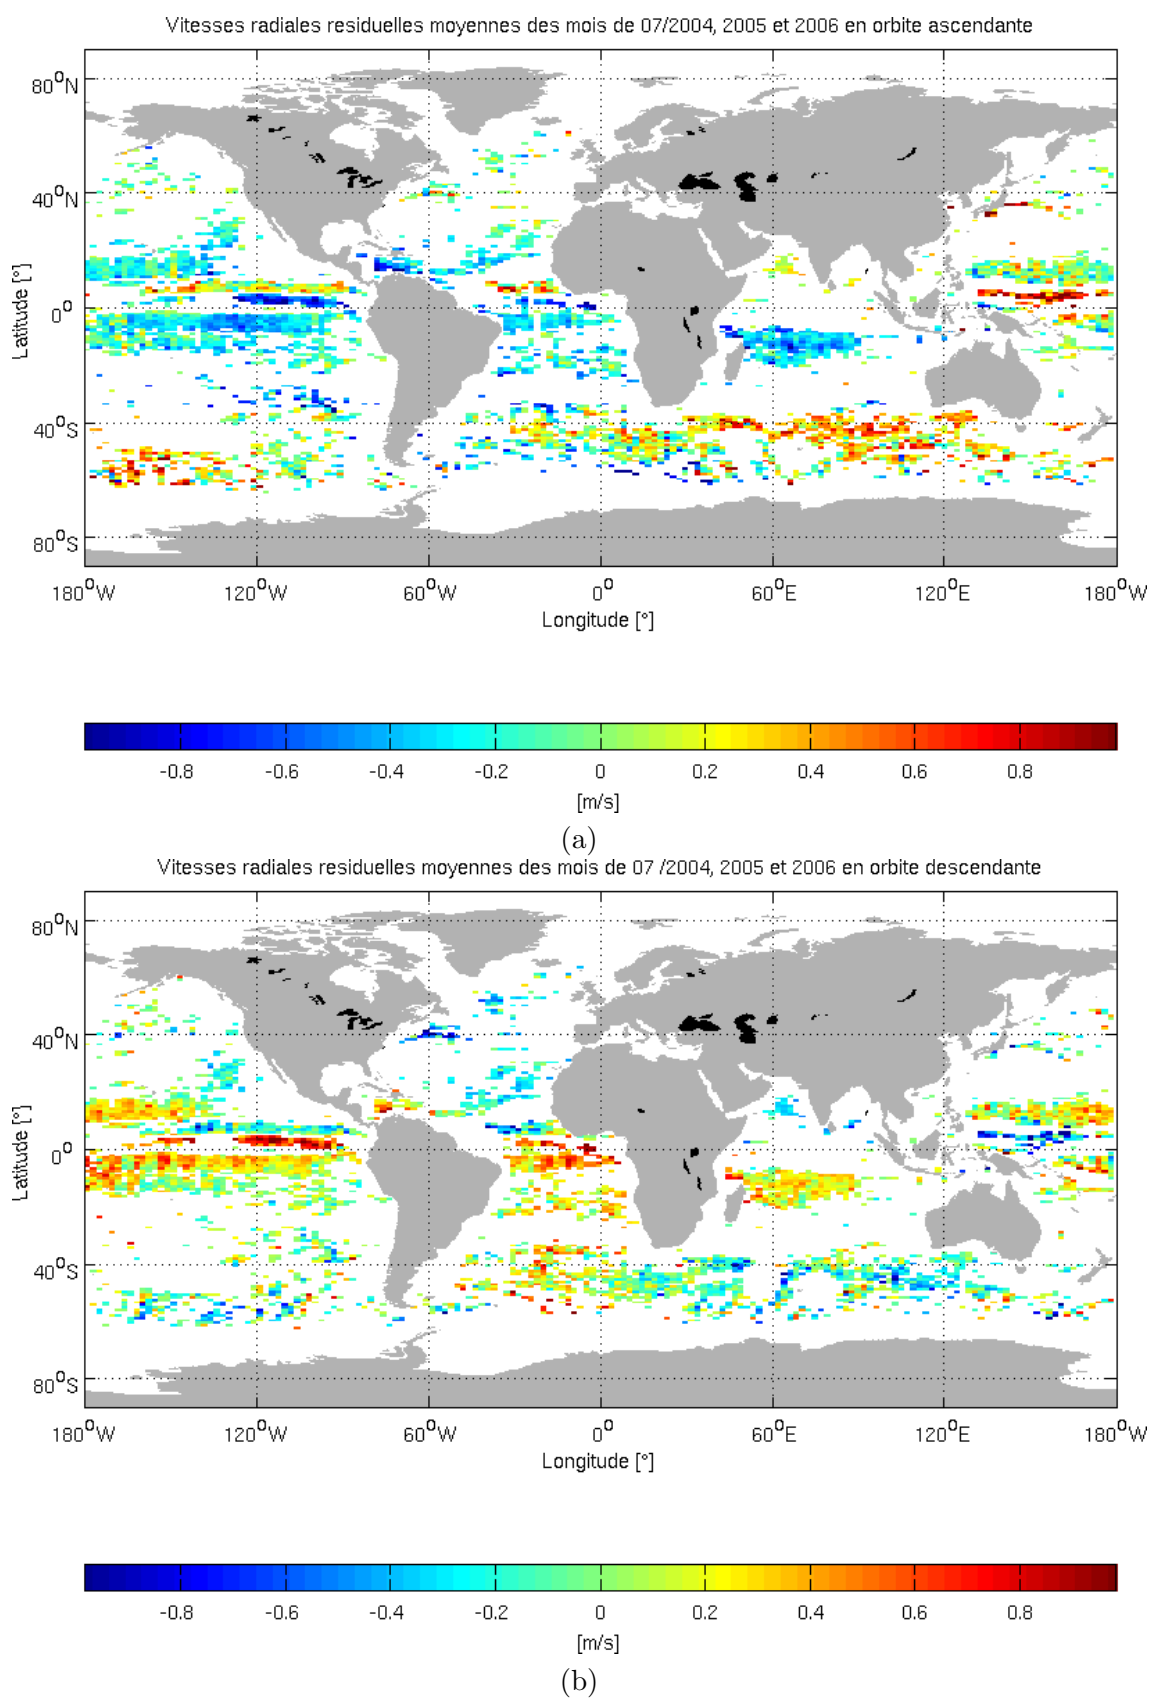 Vitesses radiales residuelles moyennes des mois de 07/2004, 2005 et 2006 en orbite ascendante
80°N
40°N
0°
40°S
80°S
Latitude [°]
180°W 120°W 60°W 0° 60°E 120°E 180°W
Longitude [°]
-0.8 -0.6 -0.4 -0.2 0 0.2 0.4 0.6 0.8
[m/s]
(a)
Vitesses radiales residuelles moyennes des mois de 07 /2004, 2005 et 2006 en orbite descendante
80°N
40°N
0°
40°S
80°S
Latitude [°]
180°W 120°W 60°W 0° 60°E 120°E 180°W
Longitude [°]
-0.8 -0.6 -0.4 -0.2 0 0.2 0.4 0.6 0.8
[m/s]
(b)